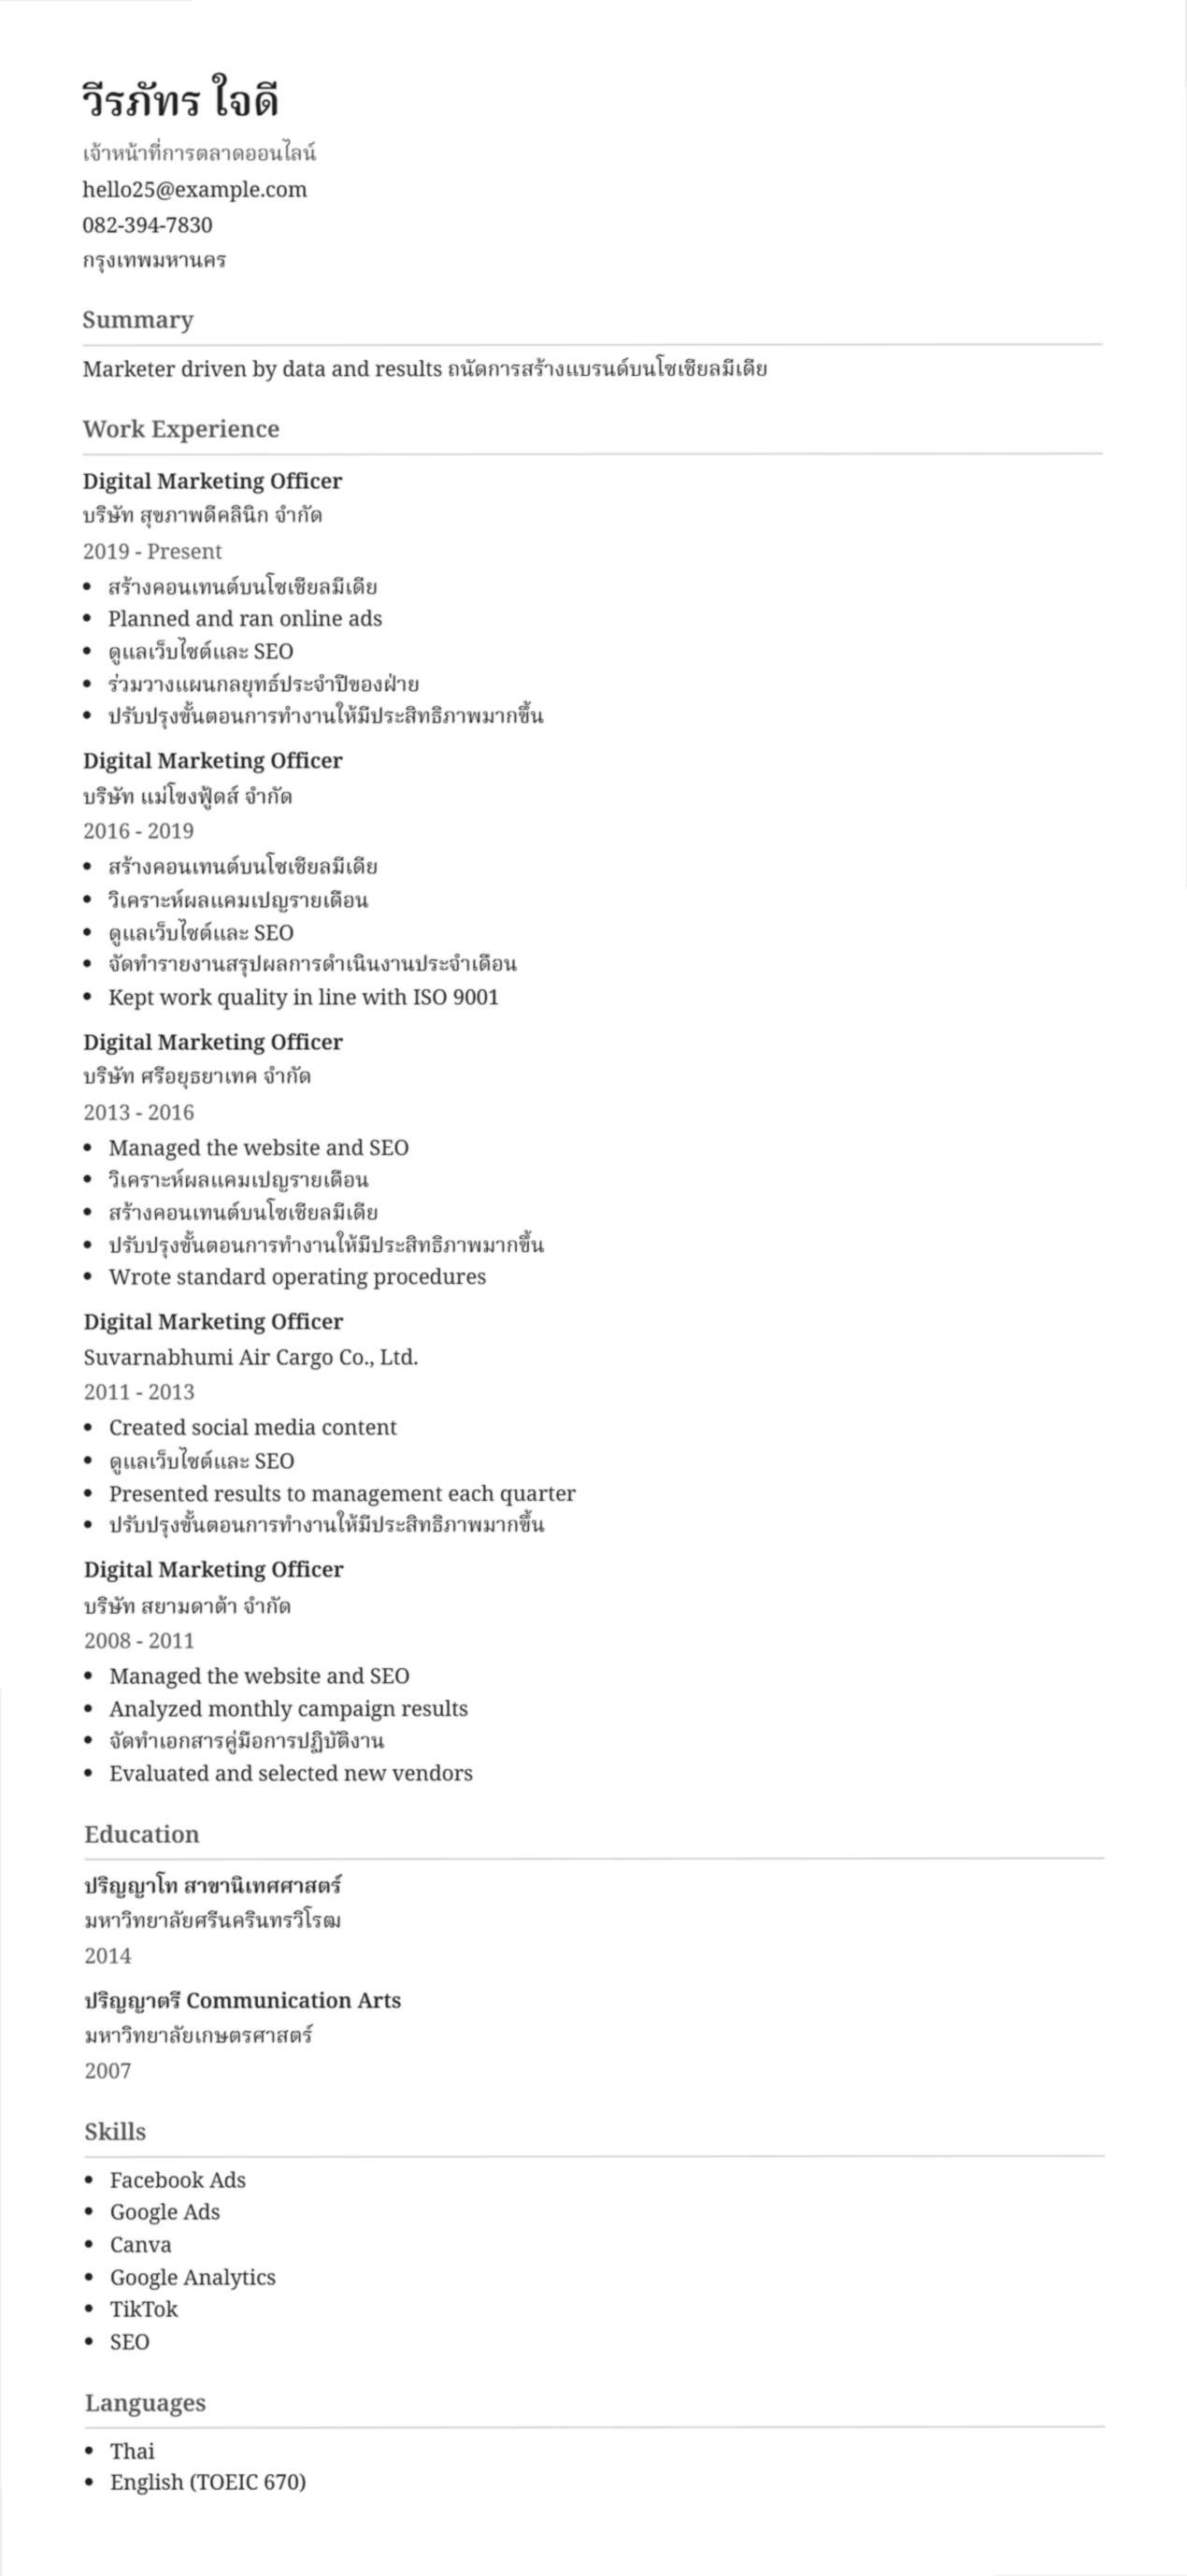 วีรภัทร ใจดี
เจ้าหน้าที่การตลาดออนไลน์
hello25@example.com
082-394-7830
กรุงเทพมหานคร
Summary
Marketer driven by data and results ถนัดการสร้างแบรนด์บนโซเชียลมีเดีย
Work Experience
Digital Marketing Officer
บริษัท สุขภาพดีคลินิก จำกัด
2019 - Present
• สร้างคอนเทนต์บนโซเชียลมีเดีย
• Planned and ran online ads
• ดูแลเว็บไซต์และ SEO
• ร่วมวางแผนกลยุทธ์ประจำปีของฝ่าย
• ปรับปรุงขั้นตอนการทำงานให้มีประสิทธิภาพมากขึ้น
Digital Marketing Officer
บริษัท แม่โขงฟู้ดส์ จำกัด
2016 - 2019
• สร้างคอนเทนต์บนโซเชียลมีเดีย
• วิเคราะห์ผลแคมเปญรายเดือน
• ดูแลเว็บไซต์และ SEO
• จัดทำรายงานสรุปผลการดำเนินงานประจำเดือน
• Kept work quality in line with ISO 9001
Digital Marketing Officer
บริษัท ศรีอยุธยาเทค จำกัด
2013 - 2016
• Managed the website and SEO
• วิเคราะห์ผลแคมเปญรายเดือน
• สร้างคอนเทนต์บนโซเชียลมีเดีย
• ปรับปรุงขั้นตอนการทำงานให้มีประสิทธิภาพมากขึ้น
• Wrote standard operating procedures
Digital Marketing Officer
Suvarnabhumi Air Cargo Co., Ltd.
2011 - 2013
• Created social media content
• ดูแลเว็บไซต์และ SEO
• Presented results to management each quarter
• ปรับปรุงขั้นตอนการทำงานให้มีประสิทธิภาพมากขึ้น
Digital Marketing Officer
บริษัท สยามดาต้า จำกัด
2008 - 2011
• Managed the website and SEO
• Analyzed monthly campaign results
• จัดทำเอกสารคู่มือการปฏิบัติงาน
• Evaluated and selected new vendors
Education
ปริญญาโท สาขานิเทศศาสตร์
มหาวิทยาลัยศรีนครินทรวิโรฒ
2014
ปริญญาตรี Communication Arts
มหาวิทยาลัยเกษตรศาสตร์
2007
Skills
• Facebook Ads
• Google Ads
• Canva
• Google Analytics
• TikTok
• SEO
Languages
• Thai
• English (TOEIC 670)